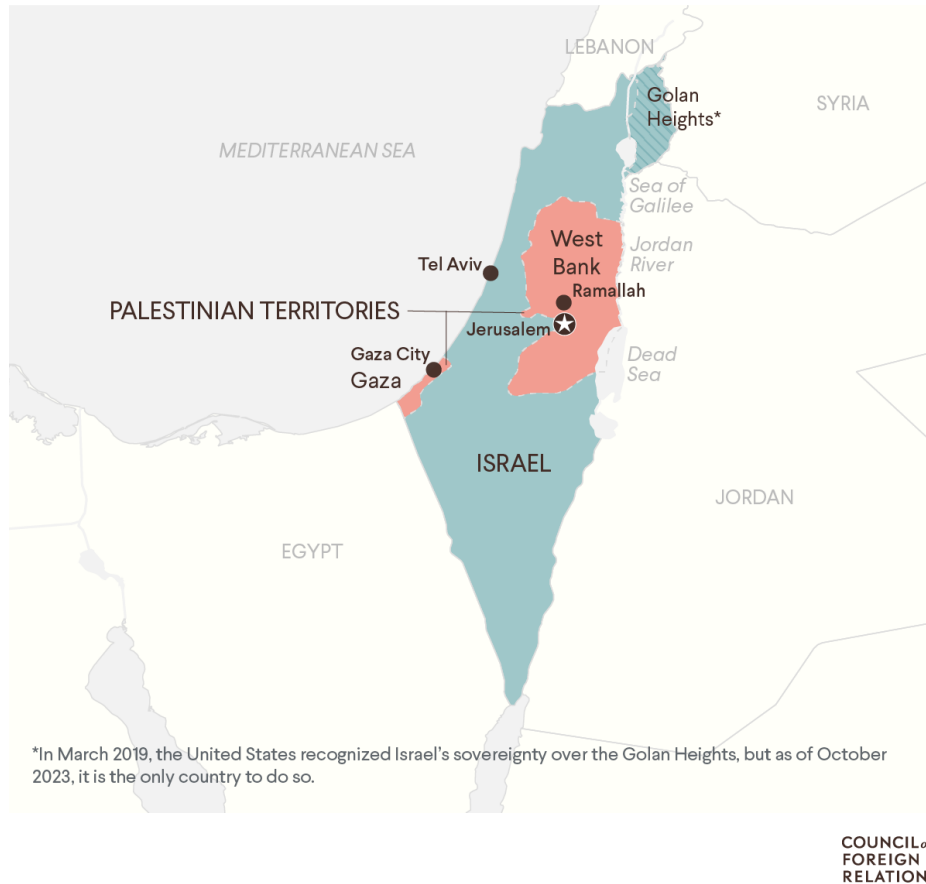 LEBANON
Golan
Heights*
SYRIA
MEDITERRANEAN SEA
Sea of
Galilee
West
Bank
Jordan
River
Tel Aviv
Ramallah
PALESTINIAN TERRITORIES
Jerusalem
Gaza City
Gaza
Dead
Sea
ISRAEL
JORDAN
EGYPT
*In March 2019, the United States recognized Israel's sovereignty over the Golan Heights, but as of October
2023, it is the only country to do so.
COUNCIL
FOREIGN
RELATION